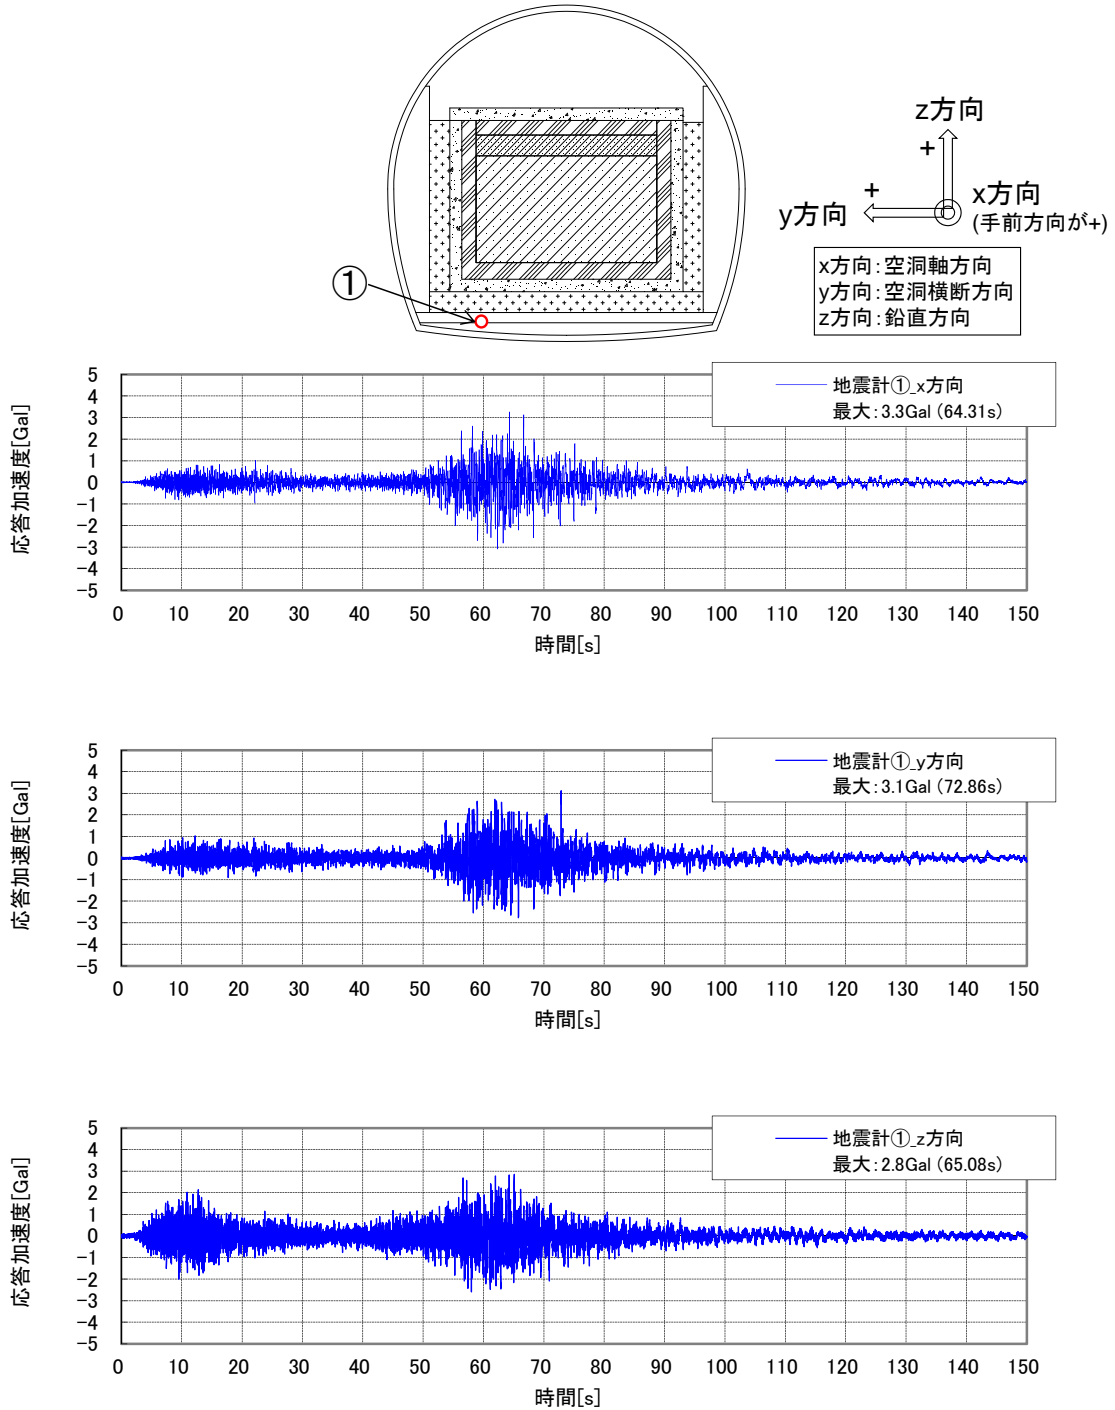 z方向
+
+
y方向
x方向
(手前方向が+)
x方向：空洞軸方向
y方向：空洞横断方向
z方向：鉛直方向
①
地震計①_x方向
最大：3.3Gal (64.31s)
応答加速度[Gal]
5
4
3
2
1
0
-1
-2
-3
-4
-5
0 10 20 30 40 50 60 70 80 90 100 110 120 130 140 150
時間[s]
地震計①_y方向
最大：3.1Gal (72.86s)
応答加速度[Gal]
5
4
3
2
1
0
-1
-2
-3
-4
-5
0 10 20 30 40 50 60 70 80 90 100 110 120 130 140 150
時間[s]
地震計①_z方向
最大：2.8Gal (65.08s)
応答加速度[Gal]
5
4
3
2
1
0
-1
-2
-3
-4
-5
0 10 20 30 40 50 60 70 80 90 100 110 120 130 140 150
時間[s]